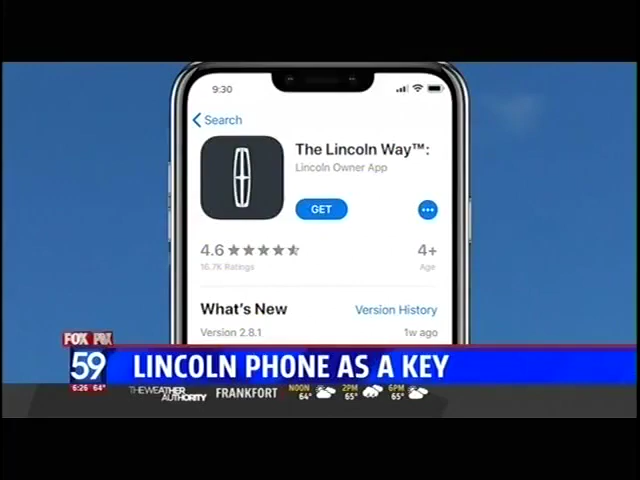 9:30
Search
The Lincoln Way™:
Lincoln Owner App
GET
4.6
4+
16.7K Ratings
Age
What's New
Version History
Version 2.8.1
1w ago
FOX
59
LINCOLN PHONE AS A KEY
6:26 64°
THE WEATHER AUTHORITY
FRANKFORT
NOON 64°
2PM 65°
6PM 65°